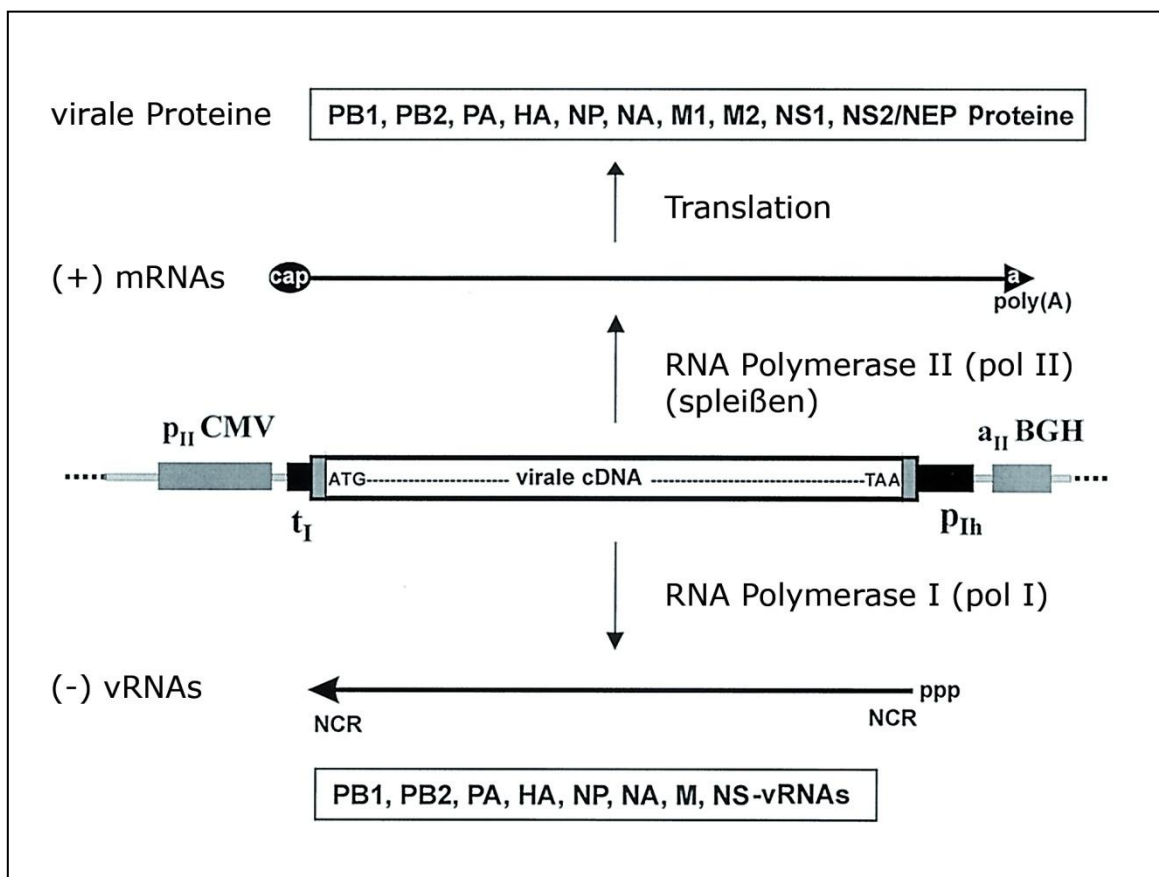 virale Proteine
PB1, PB2, PA, HA, NP, NA, M1, M2, NS1, NS2/NEP Proteine
Translation
(+) mRNAs
cap
a
poly(A)
RNA Polymerase II (pol II)
(spleißen)
pII CMV
aII BGH
ATG
virale cDNA
TAA
tI
pIh
RNA Polymerase I (pol I)
(-) vRNAs
ppp
NCR
NCR
PB1, PB2, PA, HA, NP, NA, M, NS-vRNAs